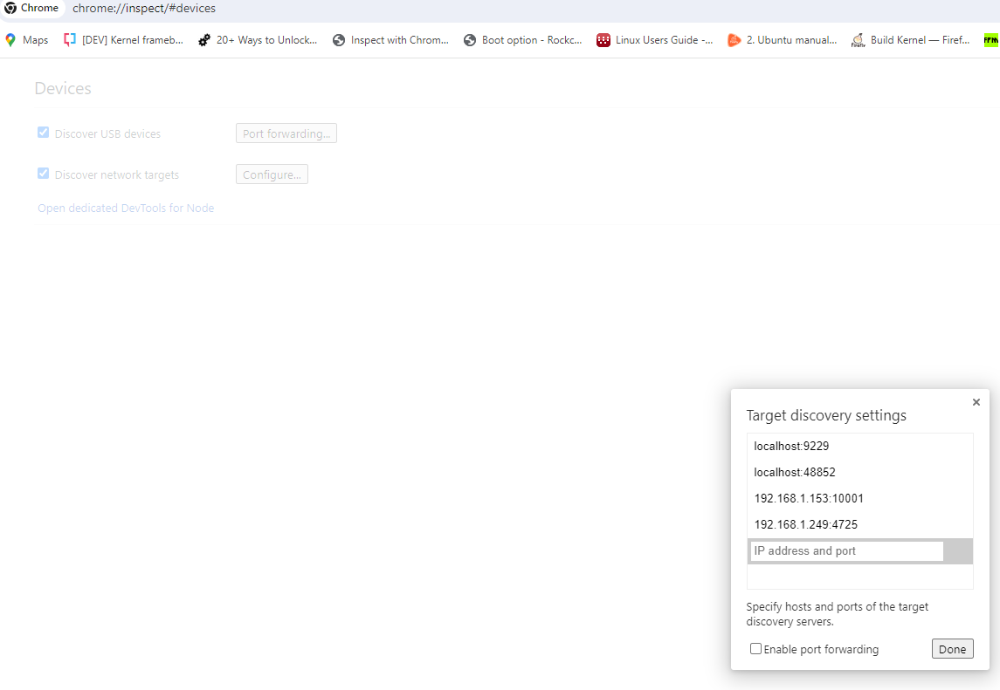 Chrome chrome://inspect/#devices
Maps [DEV] Kernel frameb... 20+ Ways to Unlock... Inspect with Chrom... Boot option - Rockc... Linux Users Guide -... 2. Ubuntu manual... Build Kernel — Firef...
Devices
Discover USB devices Port forwarding...
Discover network targets Configure...
Open dedicated DevTools for Node
×
Target discovery settings
localhost:9229
localhost:48852
192.168.1.153:10001
192.168.1.249:4725
IP address and port
Specify hosts and ports of the target
discovery servers.
Enable port forwarding Done